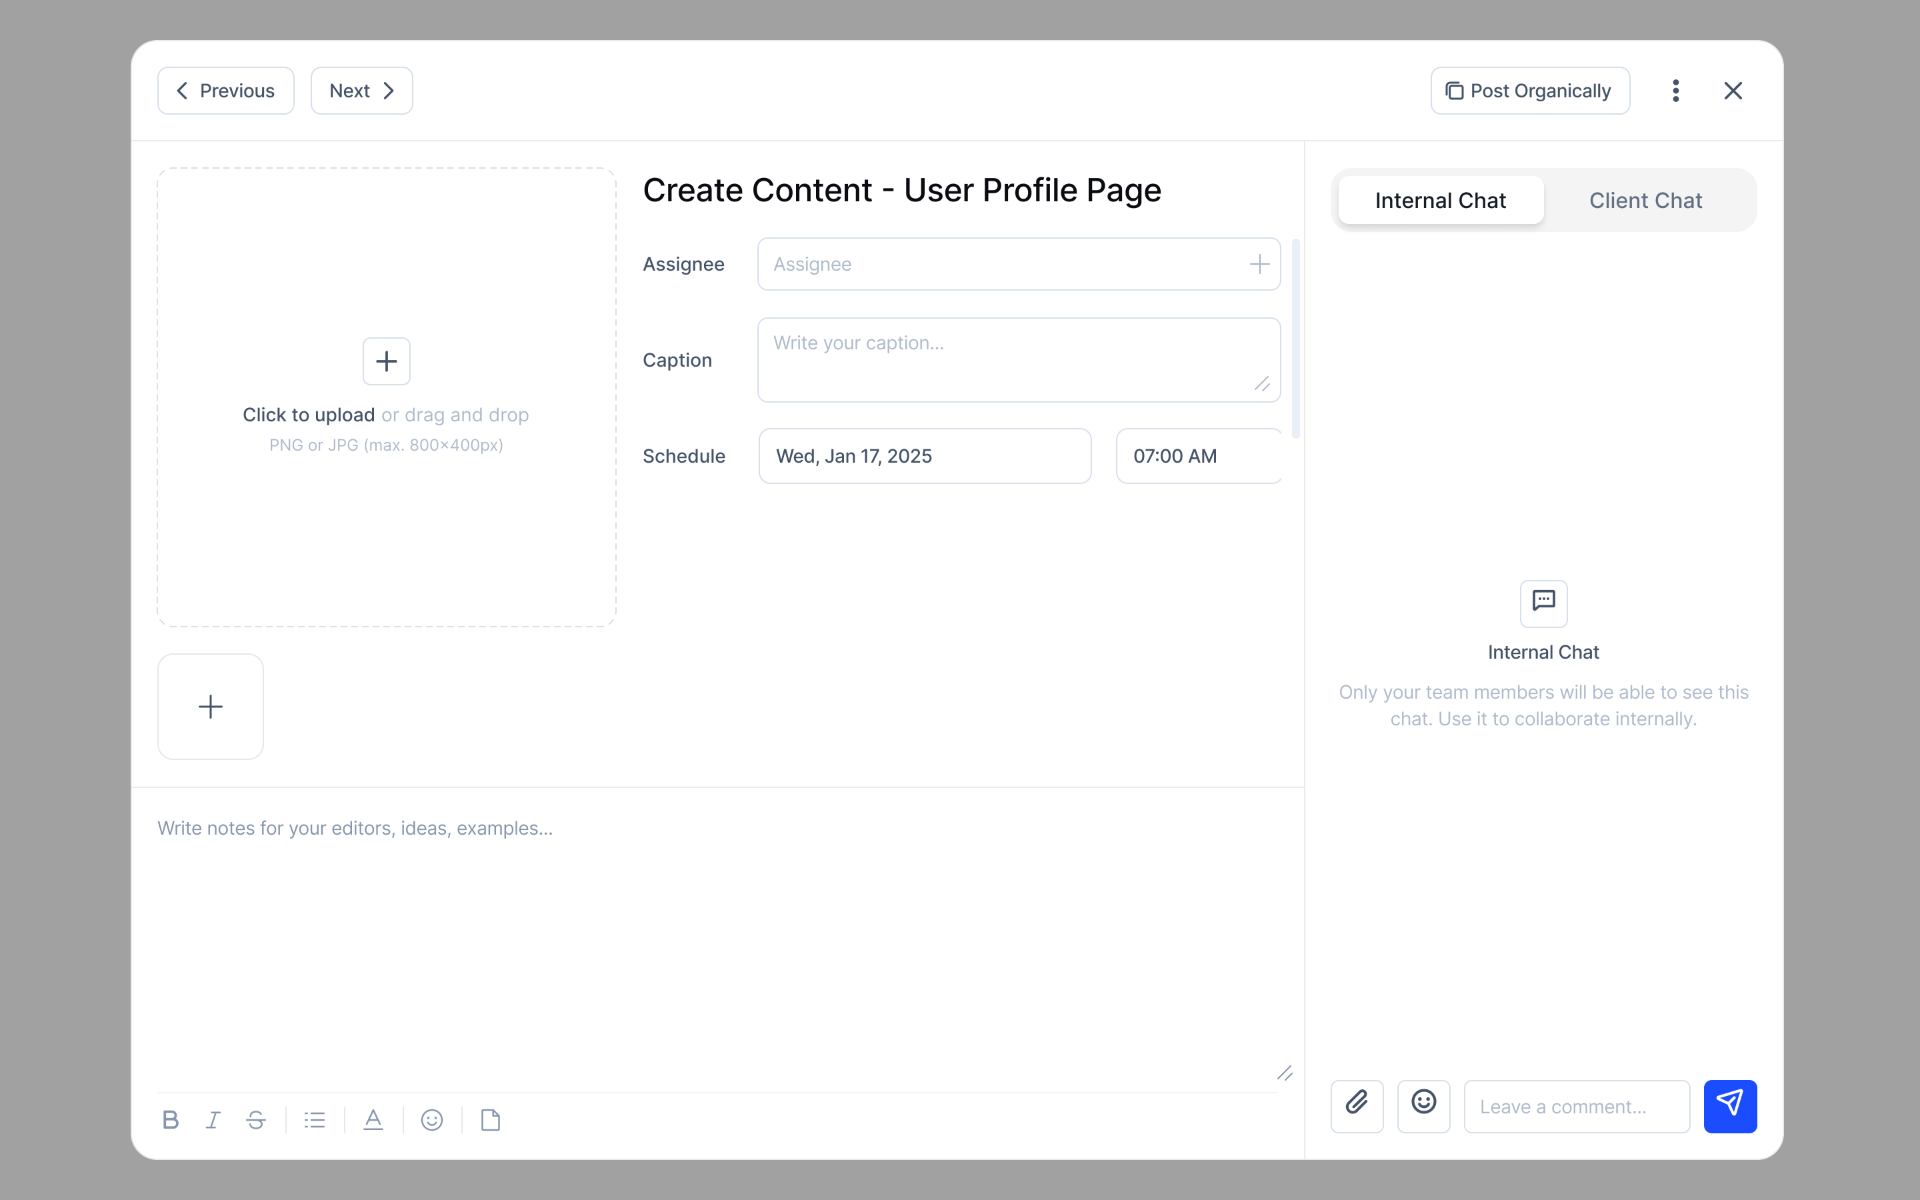 Previous
Next
Post Organically
Create Content - User Profile Page
Assignee
Assignee
Caption
Write your caption...
Schedule
Wed, Jan 17, 2025
07:00 AM
Click to upload or drag and drop
PNG or JPG (max. 800×400px)
Write notes for your editors, ideas, examples...
B I S A
Internal Chat
Client Chat
Internal Chat
Only your team members will be able to see this
chat. Use it to collaborate internally.
Leave a comment...